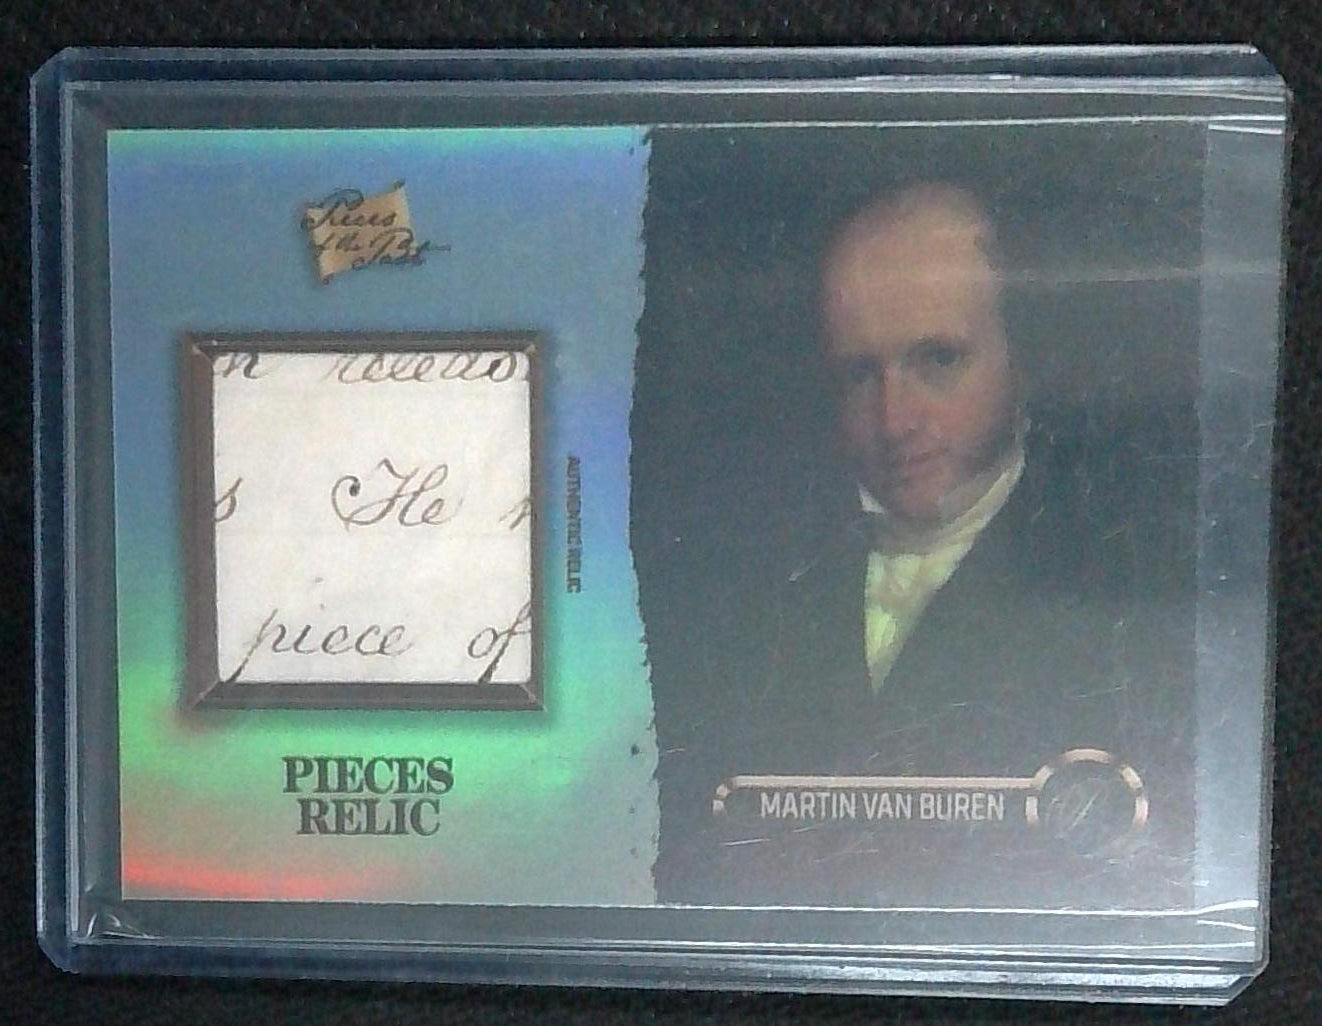 Pieces
of the Past
s He
piece of
AUTHENTIC RELIC
PIECES
RELIC
MARTIN VAN BUREN